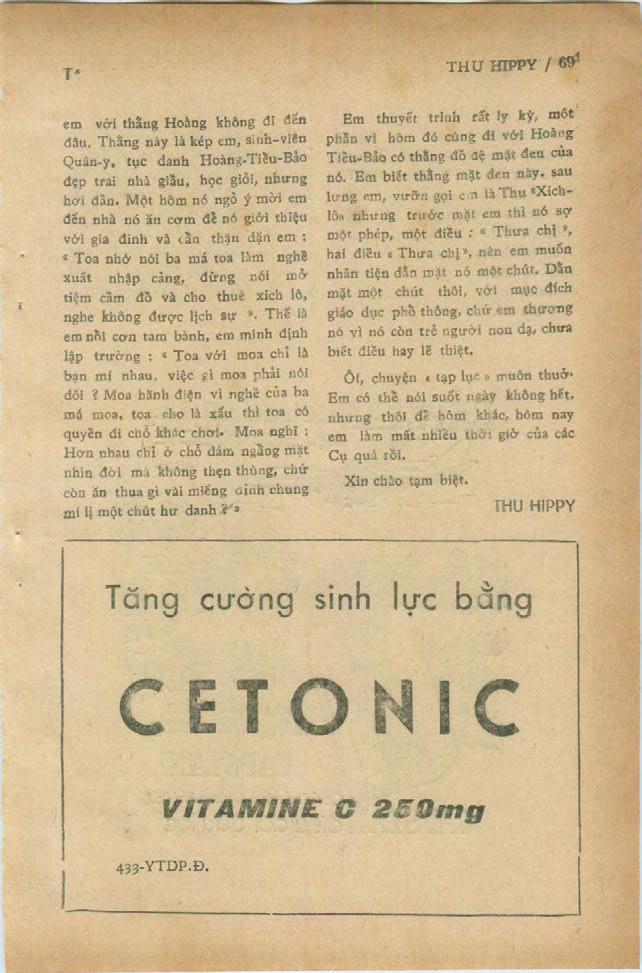 T*
THU HIPPY / 69
em với thằng Hoàng không đi đến
đâu. Thằng này là kép em, sinh-viên
Quân-y, tục danh Hoàng-Tiều-Bảo
đẹp trai nhà giầu, học giỏi, nhưng
hơi đần. Một hôm nó ngỏ ý mời em
đến nhà nó ăn cơm để nó giới thiệu
với gia đình và cẩn thận dặn em :
« Toa nhớ nói ba má toa làm nghề
xuất nhập cảng, đừng nói mở
tiệm cầm đồ và cho thuê xích lô,
nghe không được lịch sự ». Thế là
em nổi cơn tam bành, em minh định
lập trường : « Toa với moa chỉ là
bạn mí nhau, việc gì moa phải nói
dối ? Moa hãnh điện vì nghề của ba
má moa, toa cho là xấu thì toa có
quyền đi chỗ khác chơi. Moa nghĩ :
Hơn nhau chỉ ở chỗ dám ngẩng mặt
nhìn đời mà không thẹn thùng, chứ
còn ăn thua gì vài miếng đỉnh chung
mí lị một chút hư danh ? »
Em thuyết trình rất ly kỳ, một
phần vì hôm đó cùng đi với Hoàng
Tiều-Bảo có thằng đồ đệ mặt đen của
nó. Em biết thằng mặt đen này, sau
lưng em, vưỡn gọi em là Thu «Xích-
lô» nhưng trước mặt em thì nó sợ
một phép, một điều : « Thưa chị »,
hai điều « Thưa chị», nên em muốn
nhân tiện dằn mặt nó một chút. Dằn
mặt một chút thôi, với mục đích
giáo dục phổ thông, chứ em thương
nó vì nó còn trẻ người non dạ, chưa
biết điều hay lẽ thiệt.
Ôi, chuyện « tạp lục » muôn thuở.
Em có thể nói suốt ngày không hết.
nhưng thôi để hôm khác, hôm nay
em làm mất nhiều thời giờ của các
Cụ quá rồi.
Xin chào tạm biệt.
THU HIPPY
Tăng cường sinh lực bằng
CETONIC
VITAMINE C 250mg
433-YTDP.Đ.